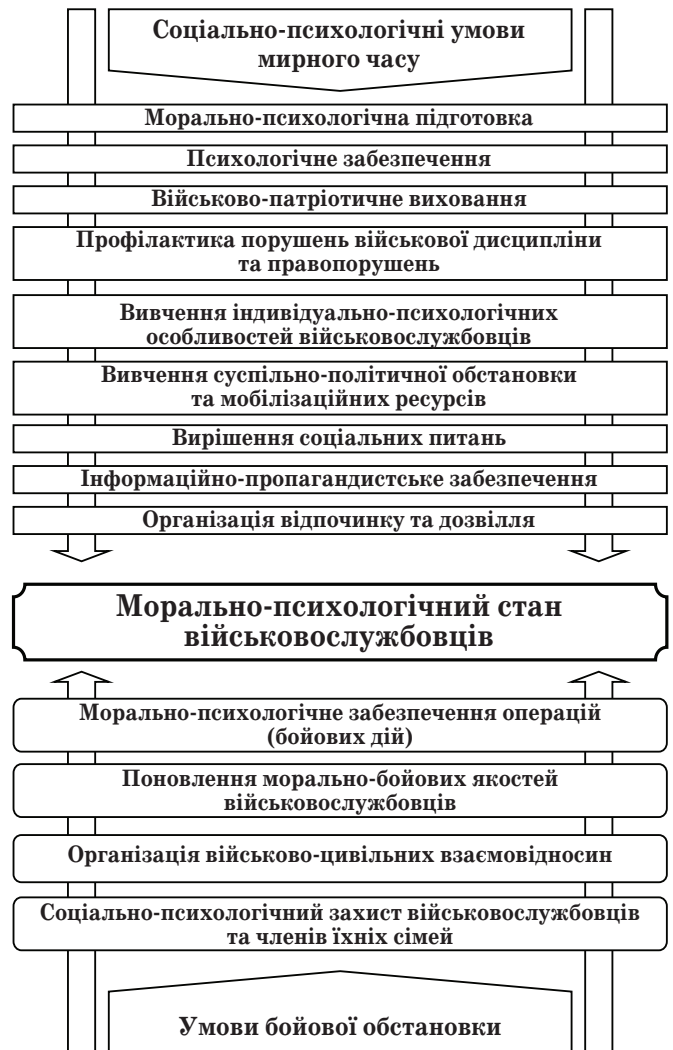 Соціально-психологічні умови
мирного часу
Морально-психологічна підготовка
Психологічне забезпечення
Військово-патріотичне виховання
Профілактика порушень військової дисципліни
та правопорушень
Вивчення індивідуально-психологічних
особливостей військовослужбовців
Вивчення суспільно-політичної обстановки
та мобілізаційних ресурсів
Вирішення соціальних питань
Інформаційно-пропагандистське забезпечення
Організація відпочинку та дозвілля
Морально-психологічний стан
військовослужбовців
Морально-психологічне забезпечення операцій
(бойових дій)
Поновлення морально-бойових якостей
військовослужбовців
Організація військово-цивільних взаємовідносин
Соціально-психологічний захист військовослужбовців
та членів їхніх сімей
Умови бойової обстановки